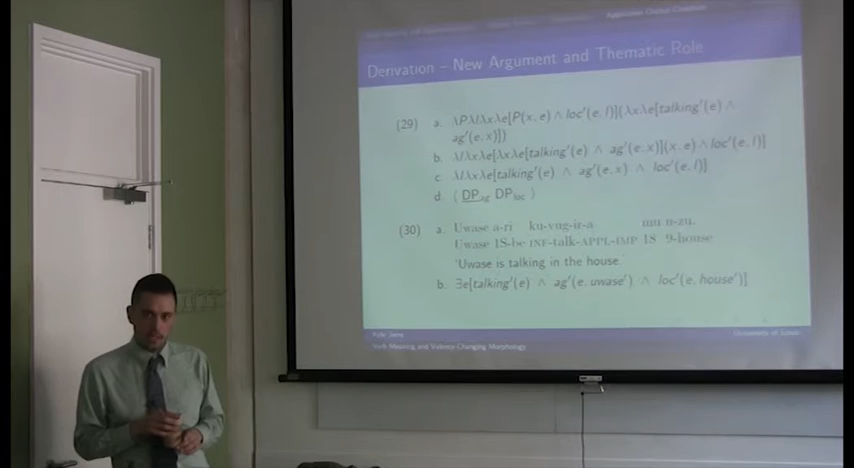 Derivation – New Argument and Thematic Role
(29) a. λPλlλxλe[P(x, e) ∧ loc′(e, l)](λxλe[talking′(e) ∧
ag′(e, x)])
b. λlλxλe[λxλe[talking′(e) ∧ ag′(e, x)](x, e) ∧ loc′(e, l)]
c. λlλxλe[talking′(e) ∧ ag′(e, x) ∧ loc′(e, l)]
d. ⟨ DPag DPloc ⟩
(30) a. Uwase a-ri ku-vug-ir-a mu n-zu.
Uwase 1S-be INF-talk-APPL-IMP 18 9-house
'Uwase is talking in the house.'
b. ∃e[talking′(e) ∧ ag′(e, uwase′) ∧ loc′(e, house′)]
Verb Meaning and Valence-Changing Morphology